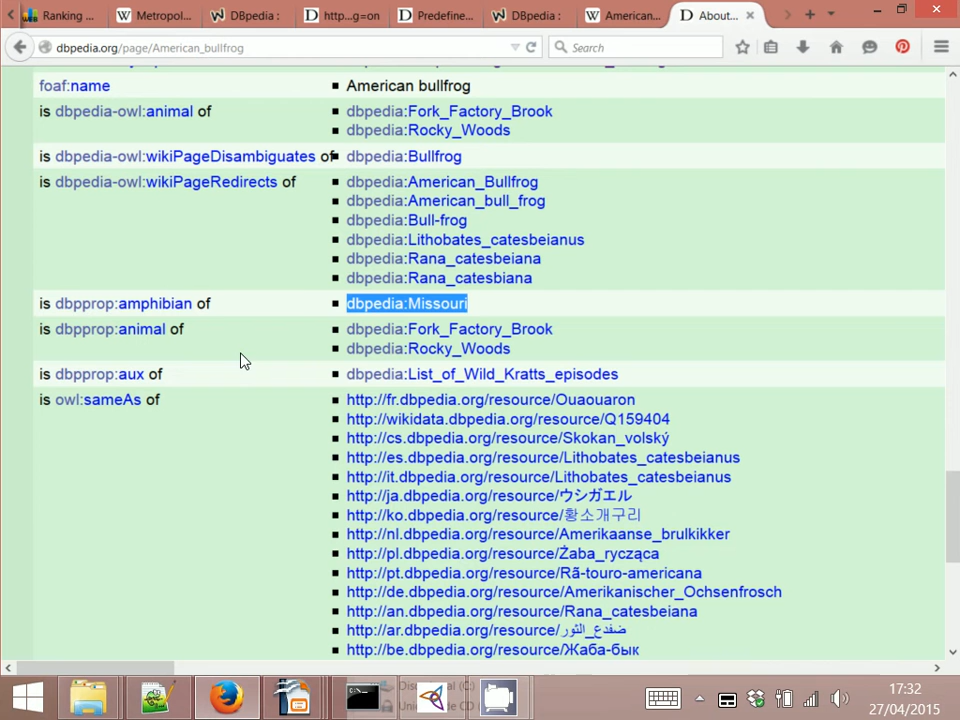 Ranking ...
Metropol...
DBpedia :
http...g=on
Predefine...
DBpedia :
American...
About...
dbpedia.org/page/American_bullfrog
Search
foaf:name
American bullfrog
is dbpedia-owl:animal of
dbpedia:Fork_Factory_Brook
dbpedia:Rocky_Woods
is dbpedia-owl:wikiPageDisambiguates of
dbpedia:Bullfrog
is dbpedia-owl:wikiPageRedirects of
dbpedia:American_Bullfrog
dbpedia:American_bull_frog
dbpedia:Bull-frog
dbpedia:Lithobates_catesbeianus
dbpedia:Rana_catesbeiana
dbpedia:Rana_catesbiana
is dbpprop:amphibian of
dbpedia:Missouri
is dbpprop:animal of
dbpedia:Fork_Factory_Brook
dbpedia:Rocky_Woods
is dbpprop:aux of
dbpedia:List_of_Wild_Kratts_episodes
is owl:sameAs of
http://fr.dbpedia.org/resource/Ouaouaron
http://wikidata.dbpedia.org/resource/Q159404
http://cs.dbpedia.org/resource/Skokan_volský
http://es.dbpedia.org/resource/Lithobates_catesbeianus
http://it.dbpedia.org/resource/Lithobates_catesbeianus
http://ja.dbpedia.org/resource/ウシガエル
http://ko.dbpedia.org/resource/황소개구리
http://nl.dbpedia.org/resource/Amerikaanse_brulkikker
http://pl.dbpedia.org/resource/Żaba_rycząca
http://pt.dbpedia.org/resource/Rã-touro-americana
http://de.dbpedia.org/resource/Amerikanischer_Ochsenfrosch
http://an.dbpedia.org/resource/Rana_catesbeiana
http://ar.dbpedia.org/resource/ضفدع_الثور
http://be.dbpedia.org/resource/Жаба-бык
17:32
27/04/2015